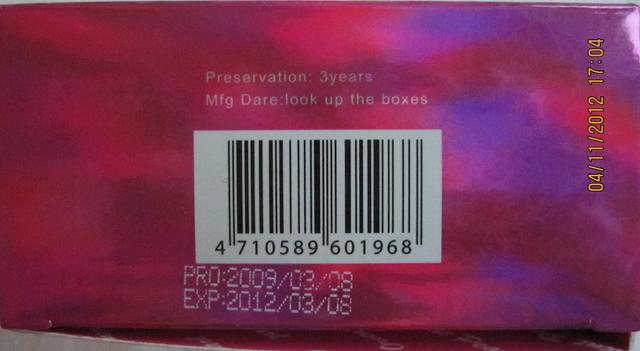 Preservation: 3years
Mfg Dare:look up the boxes
4 710589 601968
PRO:2009/03/08
EXP:2012/03/08
04/11/2012 17:04